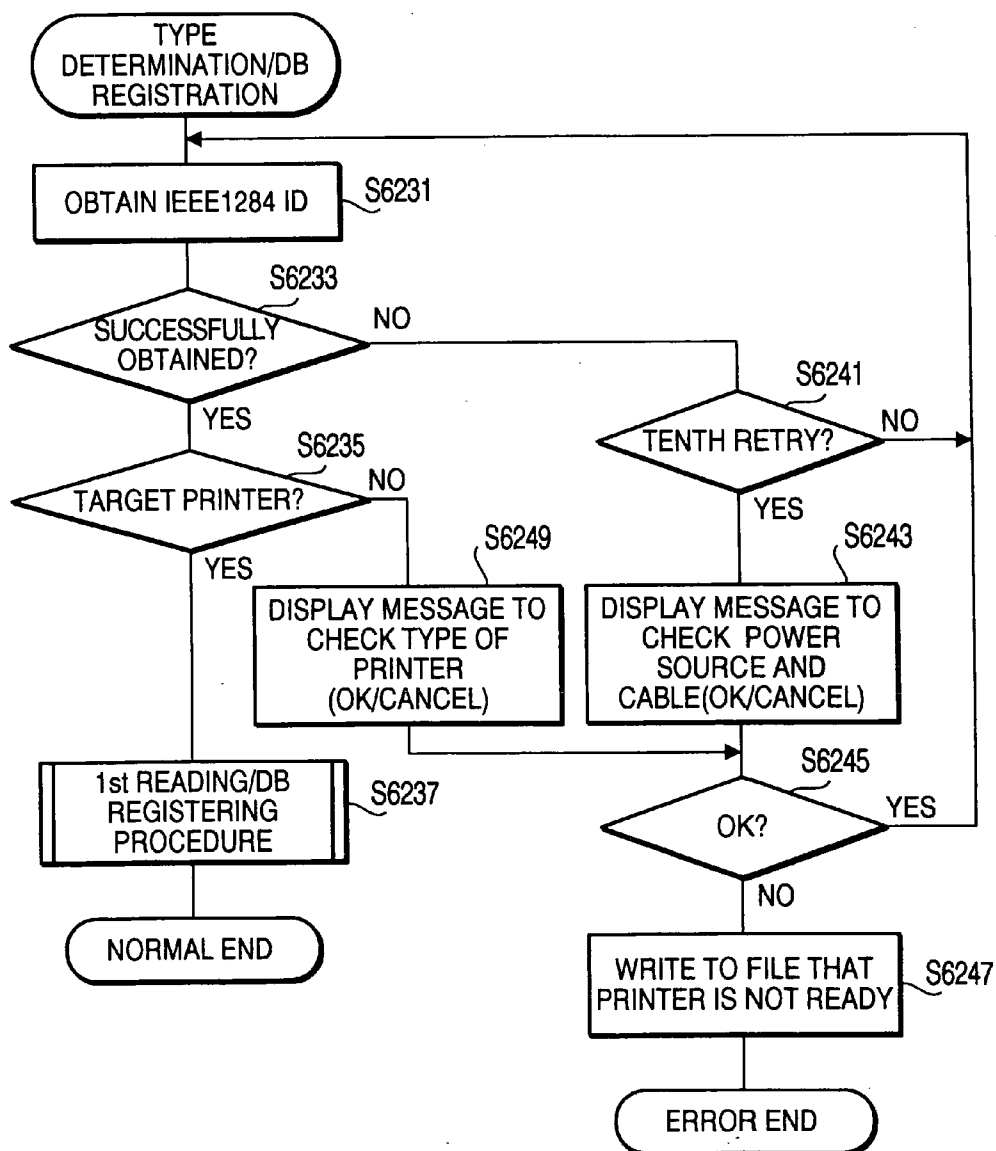 TYPE
DETERMINATION/DB
REGISTRATION
OBTAIN IEEE1284 ID
S6231
S6233
SUCCESSFULLY
OBTAINED?
NO
YES
S6241
TENTH RETRY?
NO
YES
S6235
TARGET PRINTER?
NO
YES
S6249
DISPLAY MESSAGE TO
CHECK TYPE OF
PRINTER
(OK/CANCEL)
S6243
DISPLAY MESSAGE TO
CHECK POWER
SOURCE AND
CABLE(OK/CANCEL)
1st READING/DB
REGISTERING
PROCEDURE
S6237
S6245
OK?
YES
NO
NORMAL END
WRITE TO FILE THAT
PRINTER IS NOT READY
S6247
ERROR END